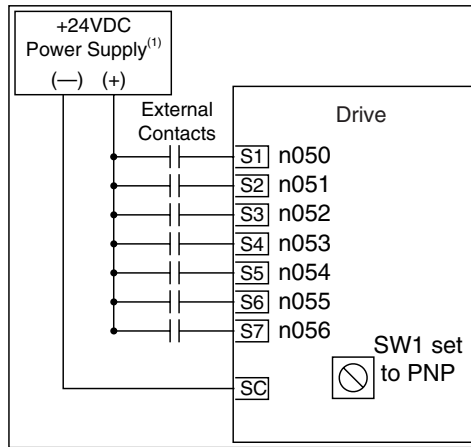 +24VDC
Power Supply(1)
(—) (+)
External
Contacts
Drive
S1 n050
S2 n051
S3 n052
S4 n053
S5 n054
S6 n055
S7 n056
SW1 set
to PNP
SC